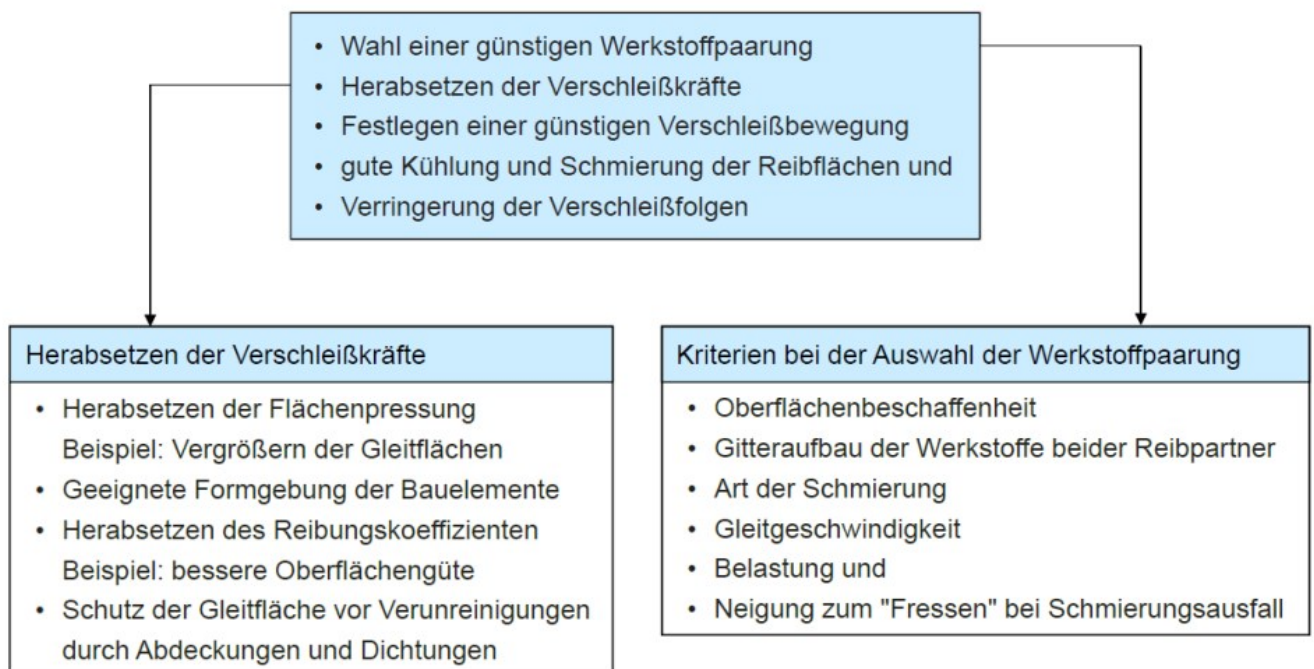 • Wahl einer günstigen Werkstoffpaarung
• Herabsetzen der Verschleißkräfte
• Festlegen einer günstigen Verschleißbewegung
• gute Kühlung und Schmierung der Reibflächen und
• Verringerung der Verschleißfolgen
Herabsetzen der Verschleißkräfte
• Herabsetzen der Flächenpressung
Beispiel: Vergrößern der Gleitflächen
• Geeignete Formgebung der Bauelemente
• Herabsetzen des Reibungskoeffizienten
Beispiel: bessere Oberflächengüte
• Schutz der Gleitfläche vor Verunreinigungen
durch Abdeckungen und Dichtungen
Kriterien bei der Auswahl der Werkstoffpaarung
• Oberflächenbeschaffenheit
• Gitteraufbau der Werkstoffe beider Reibpartner
• Art der Schmierung
• Gleitgeschwindigkeit
• Belastung und
• Neigung zum "Fressen" bei Schmierungsausfall